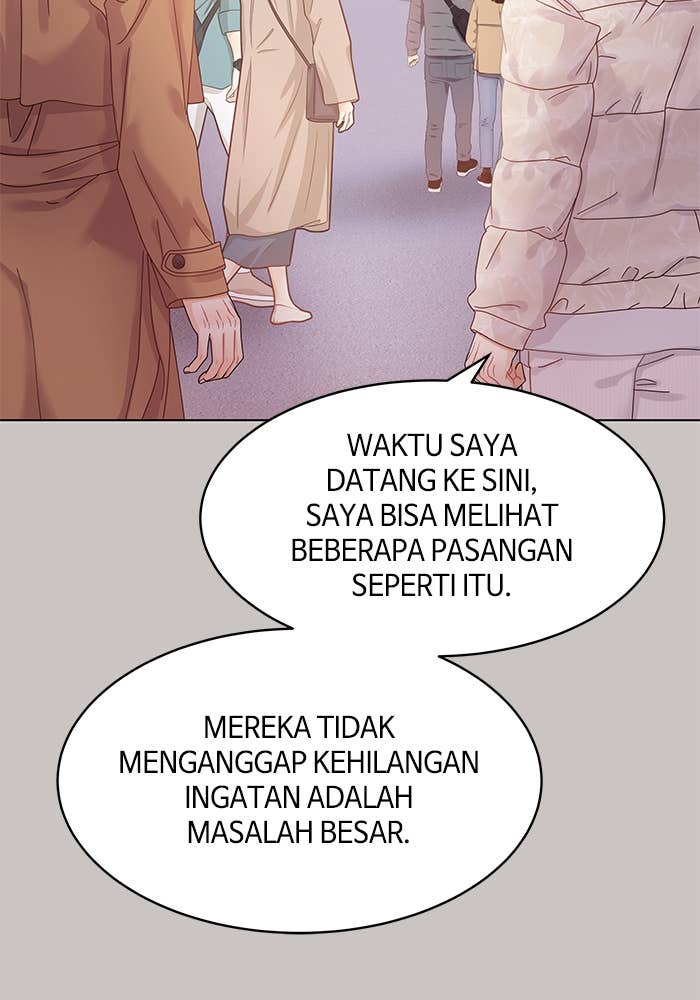 WAKTU SAYA
DATANG KE SINI,
SAYA BISA MELIHAT
BEBERAPA PASANGAN
SEPERTI ITU.
MEREKA TIDAK
MENGANGGAP KEHILANGAN
INGATAN ADALAH
MASALAH BESAR.